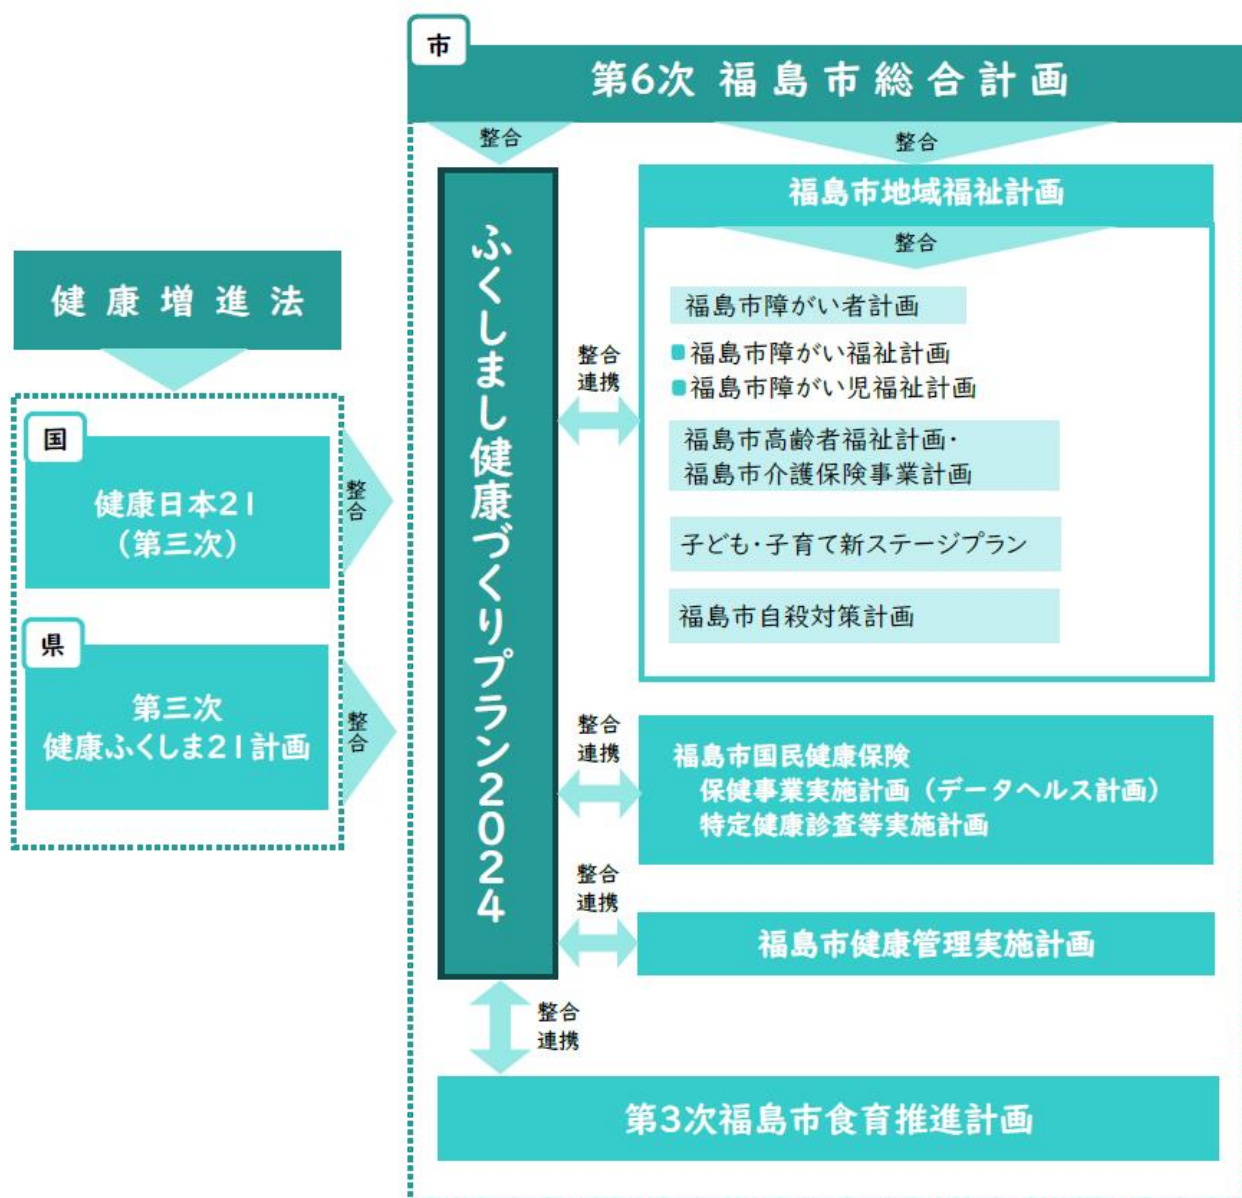 市
第6次 福島市総合計画
整合
整合
福島市地域福祉計画
整合
健康増進法
ふくしまし健康づくりプラン2024
福島市障がい者計画
福島市障がい福祉計画
福島市障がい児福祉計画
整合
連携
福島市高齢者福祉計画・
福島市介護保険事業計画
子ども・子育て新ステージプラン
福島市自殺対策計画
国
健康日本21
（第三次）
整合
県
第三次
健康ふくしま21計画
整合
整合
連携
福島市国民健康保険
保健事業実施計画（データヘルス計画）
特定健康診査等実施計画
整合
連携
福島市健康管理実施計画
整合
連携
第3次福島市食育推進計画